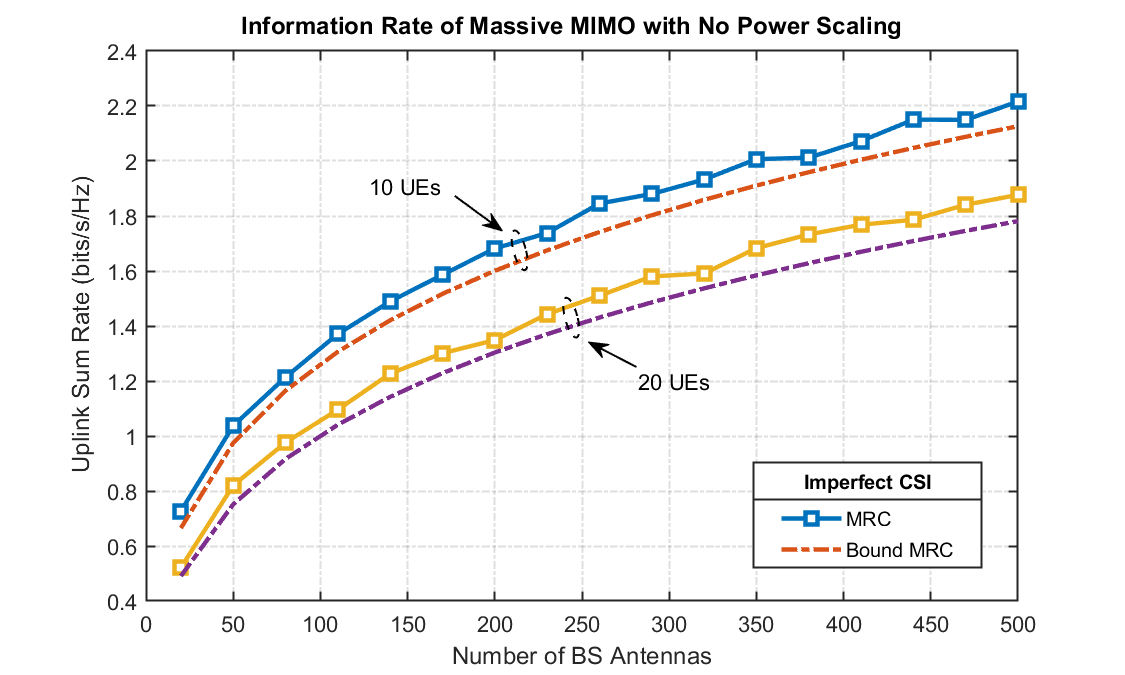 Information Rate of Massive MIMO with No Power Scaling
2.4
2.2
2
1.8
1.6
1.4
1.2
1
0.8
0.6
0.4
Uplink Sum Rate (bits/s/Hz)
10 UEs
20 UEs
Imperfect CSI
MRC
Bound MRC
0 50 100 150 200 250 300 350 400 450 500
Number of BS Antennas